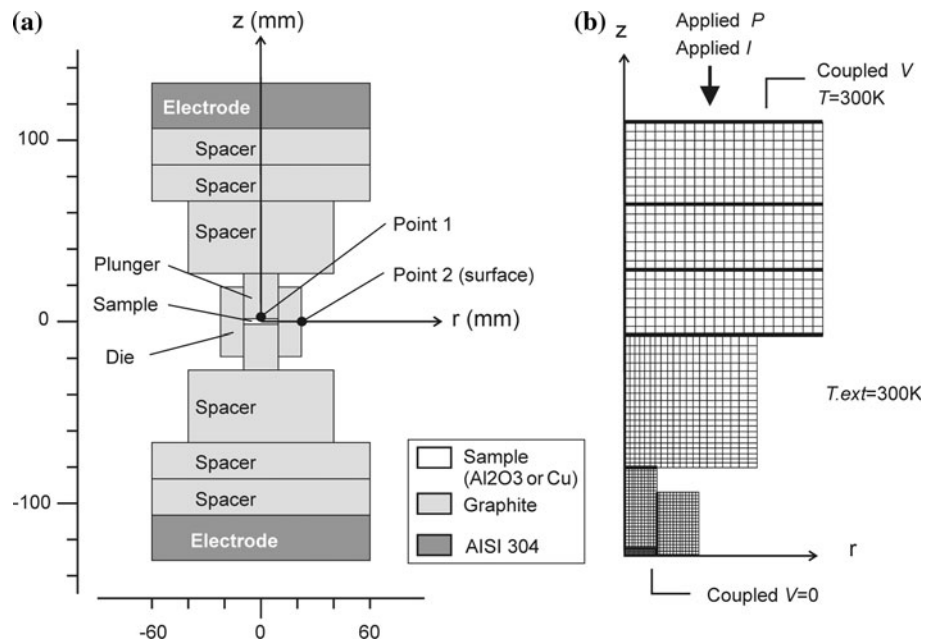 (a)
z (mm)
100
0
-100
Electrode
Spacer
Spacer
Spacer
Plunger
Sample
Die
Point 1
Point 2 (surface)
r (mm)
Spacer
Spacer
Spacer
Electrode
Sample
(Al2O3 or Cu)
Graphite
AISI 304
-60
0
60
(b)
z
Applied P
Applied I
Coupled V
T=300K
T.ext=300K
r
Coupled V=0